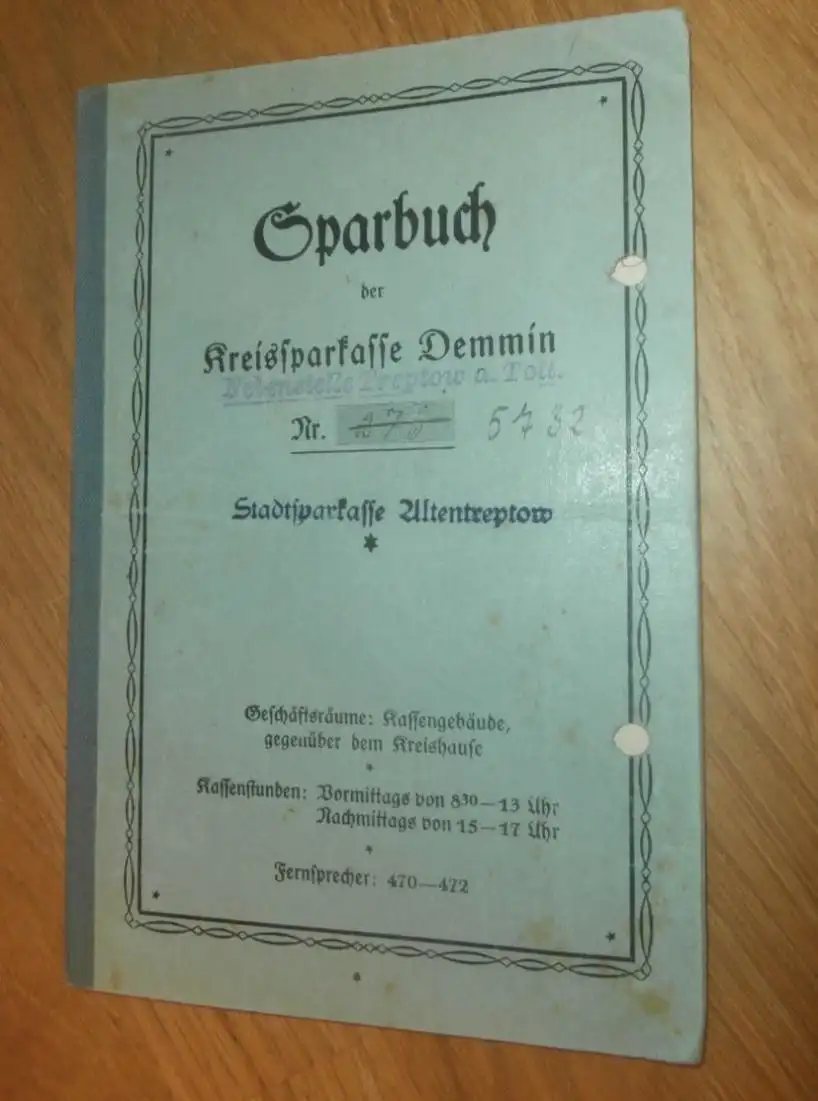 Sparbuch
der
Kreissparkasse Demmin
Nebenstelle Treptow a. Toll.
Nr. 5732
Stadtsparkasse Altentreptow
Geschäftsräume: Kassengebäude,
gegenüber dem Kreishause
Kassenstunden: Vormittags von 8³⁰—13 Uhr
Nachmittags von 15—17 Uhr
Fernsprecher: 470—472